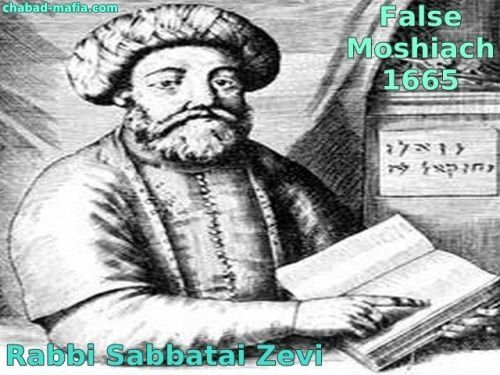 chabad-mafia.com
False
Moshiach
1665
Rabbi Sabbatai Zevi